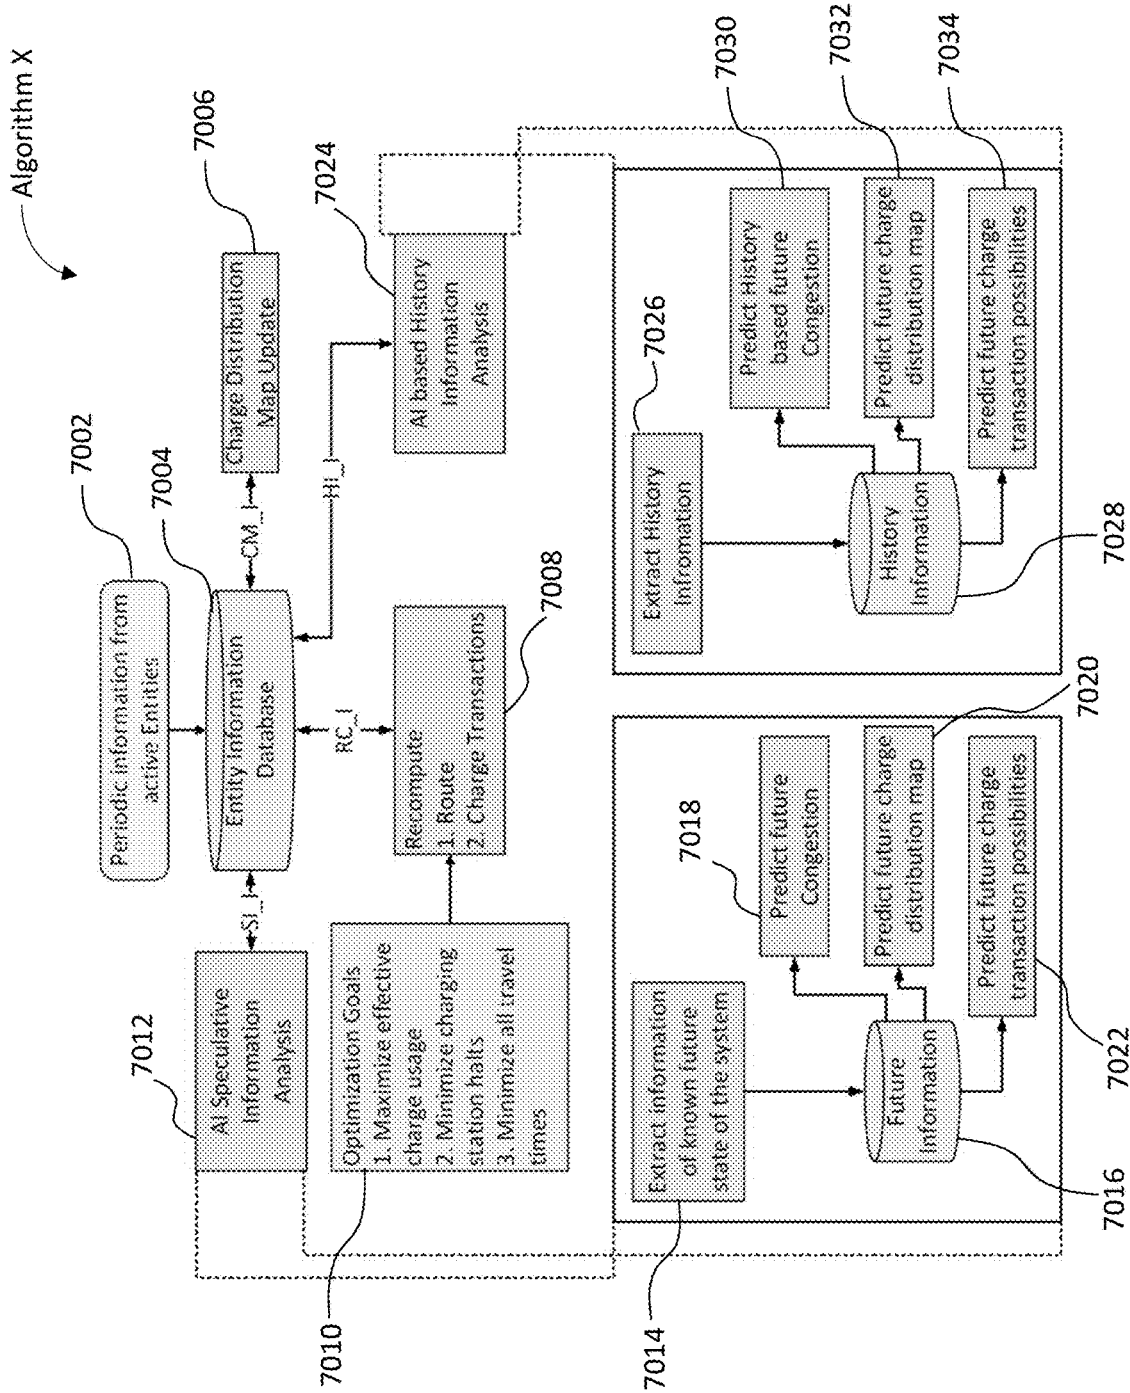 Algorithm X
7002
Periodic information from
active Entities
7004
Entity Information
Database
7006
Charge Distribution
Map Update
CM_I
SI_I
RC_I
HI_I
7012
AI Speculative
Information
Analysis
7010
Optimization Goals
1. Maximize effective
charge usage
2. Minimize charging
station halts
3. Minimize all travel
times
Recompute
1. Route
2. Charge Transactions
7008
7024
AI based History
Information
Analysis
7014
Extract information
of known future
state of the system
7018
Predict future
Congestion
Future
Information
7016
Predict future charge
distribution map
7020
Predict future charge
transaction possibilities
7022
7026
Extract History
Infromation
7030
Predict History
based future
Congestion
History
Information
7028
7032
Predict future charge
distribution map
7034
Predict future charge
transaction possibilities